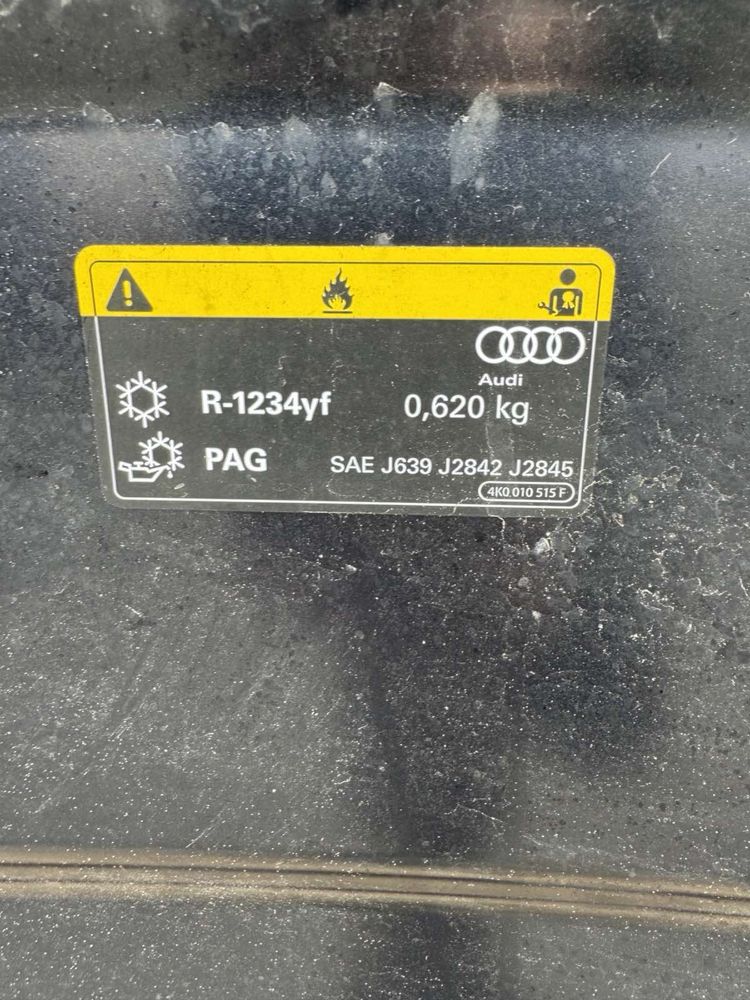 Audi
R-1234yf 0,620 kg
PAG SAE J639 J2842 J2845
4K0 010 515 F